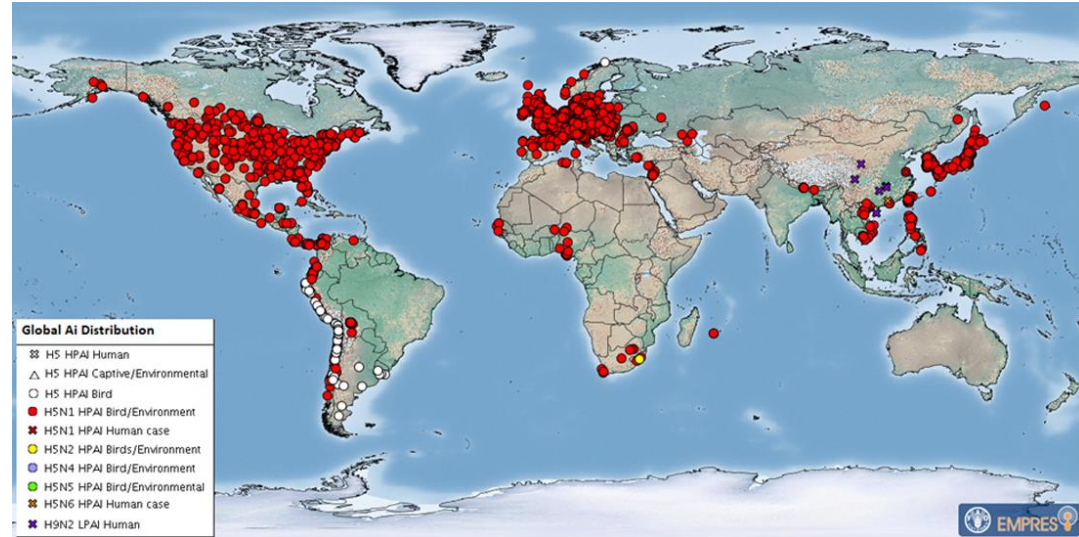 Global Ai Distribution
H5 HPAI Human
H5 HPAI Captive/Environmental
H5 HPAI Bird
H5N1 HPAI Bird/Environment
H5N1 HPAI Human case
H5N2 HPAI Birds/Environment
H5N4 HPAI Bird/Environment
H5N5 HPAI Bird/Environmental
H5N6 HPAI Human case
H9N2 LPAI Human
EMPRES